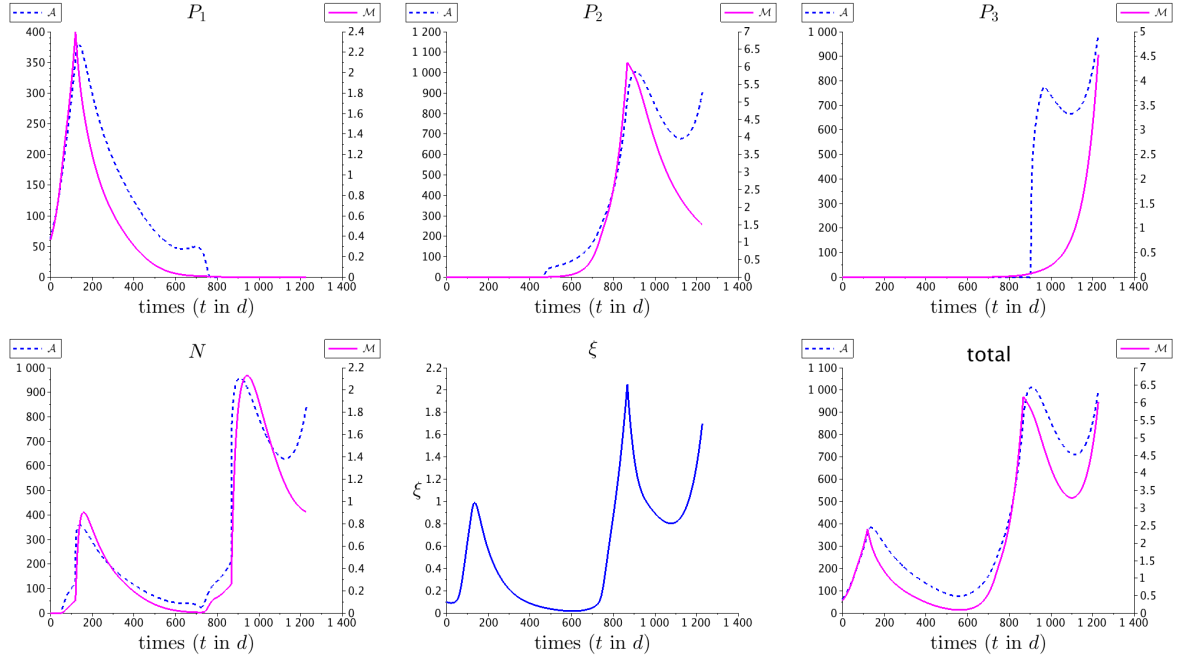 𝒜 P₁ ℳ
400 2.4
350 2.2
300 2
250 1.8
200 1.6
150 1.4
100 1.2
50 1
0 0.8
0.6
0.4
0.2
0
0 200 400 600 800 1 000 1 200 1 400
times (t in d)
𝒜 P₂ ℳ
1 200 7
1 100 6.5
1 000 6
900 5.5
800 5
700 4.5
600 4
500 3.5
400 3
300 2.5
200 2
100 1.5
0 1
0.5
0
0 200 400 600 800 1 000 1 200 1 400
times (t in d)
𝒜 P₃ ℳ
1 000 5
900 4.5
800 4
700 3.5
600 3
500 2.5
400 2
300 1.5
200 1
100 0.5
0 0
0 200 400 600 800 1 000 1 200 1 400
times (t in d)
𝒜 N ℳ
1 000 2.2
900 2
800 1.8
700 1.6
600 1.4
500 1.2
400 1
300 0.8
200 0.6
100 0.4
0 0.2
0
0 200 400 600 800 1 000 1 200 1 400
times (t in d)
ξ
2.2
2
1.8
1.6
1.4
1.2
ξ
1
0.8
0.6
0.4
0.2
0
0 200 400 600 800 1 000 1 200 1 400
times (t in d)
𝒜 total ℳ
1 100 7
1 000 6.5
900 6
800 5.5
700 5
600 4.5
500 4
400 3.5
300 3
200 2.5
100 2
0 1.5
1
0.5
0
0 200 400 600 800 1 000 1 200 1 400
times (t in d)